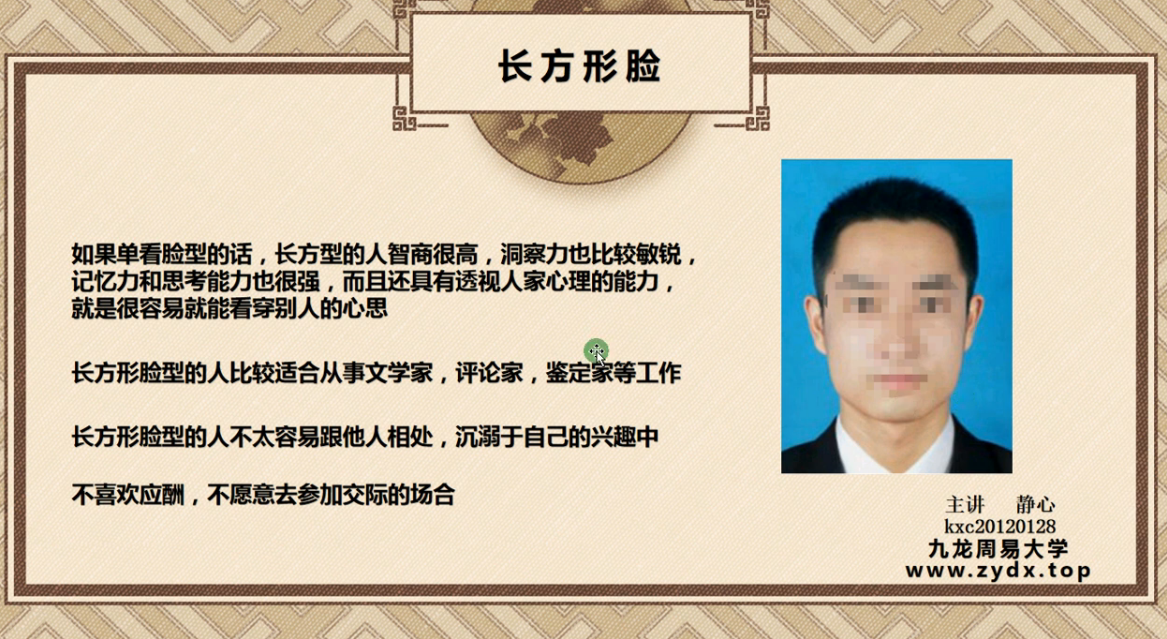 长方形脸
如果单看脸型的话，长方型的人智商很高，洞察力也比较敏锐，
记忆力和思考能力也很强，而且还具有透视人家心理的能力，
就是很容易就能看穿别人的心思
长方形脸型的人比较适合从事文学家，评论家，鉴定家等工作
长方形脸型的人不太容易跟他人相处，沉溺于自己的兴趣中
不喜欢应酬，不愿意去参加交际的场合
主讲 静心
kxc20120128
九龙周易大学
www.zydx.top